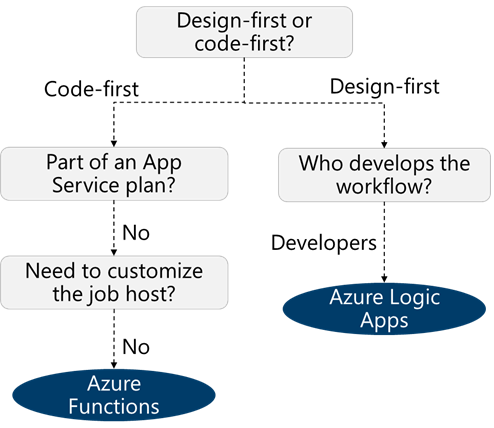 Design-first or
code-first?
Code-first
Design-first
Part of an App
Service plan?
Who develops the
workflow?
No
Developers
Need to customize
the job host?
Azure Logic
Apps
No
Azure
Functions